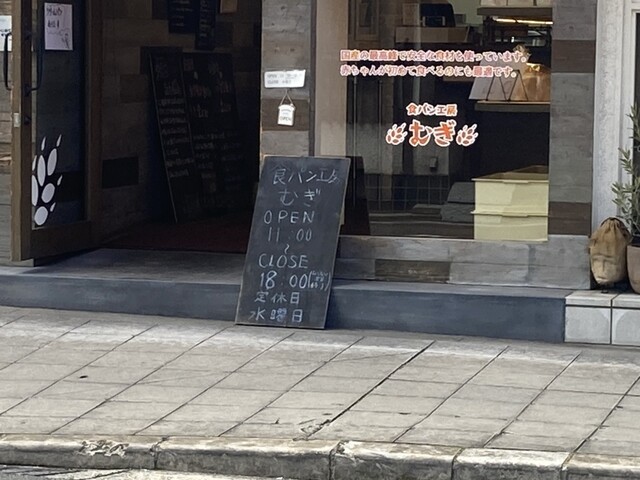 国産の最高峰で安全な食材を使っています。
赤ちゃんが初めて食べるのにも最適です。
食パン工房
むぎ
食パン工房
むぎ
OPEN
11:00
~
CLOSE
18:00
定休日
水曜日